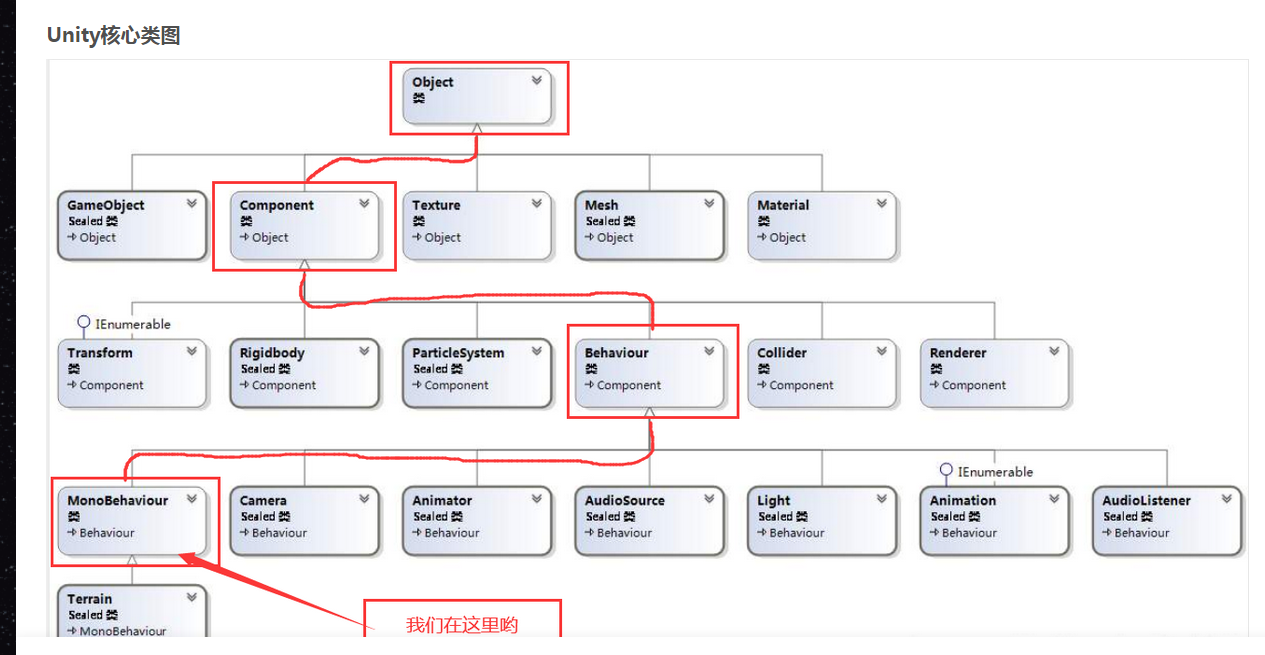 Unity核心类图
Object
类
GameObject
Sealed 类
Object
Component
类
Object
Texture
类
Object
Mesh
Sealed 类
Object
Material
类
Object
IEnumerable
Transform
类
Component
Rigidbody
Sealed 类
Component
ParticleSystem
Sealed 类
Component
Behaviour
类
Component
Collider
类
Component
Renderer
类
Component
MonoBehaviour
类
Behaviour
Camera
Sealed 类
Behaviour
Animator
Sealed 类
Behaviour
AudioSource
Sealed 类
Behaviour
Light
Sealed 类
Behaviour
IEnumerable
Animation
Sealed 类
Behaviour
AudioListener
Sealed 类
Behaviour
Terrain
Sealed 类
MonoBehaviour
我们在这里哟